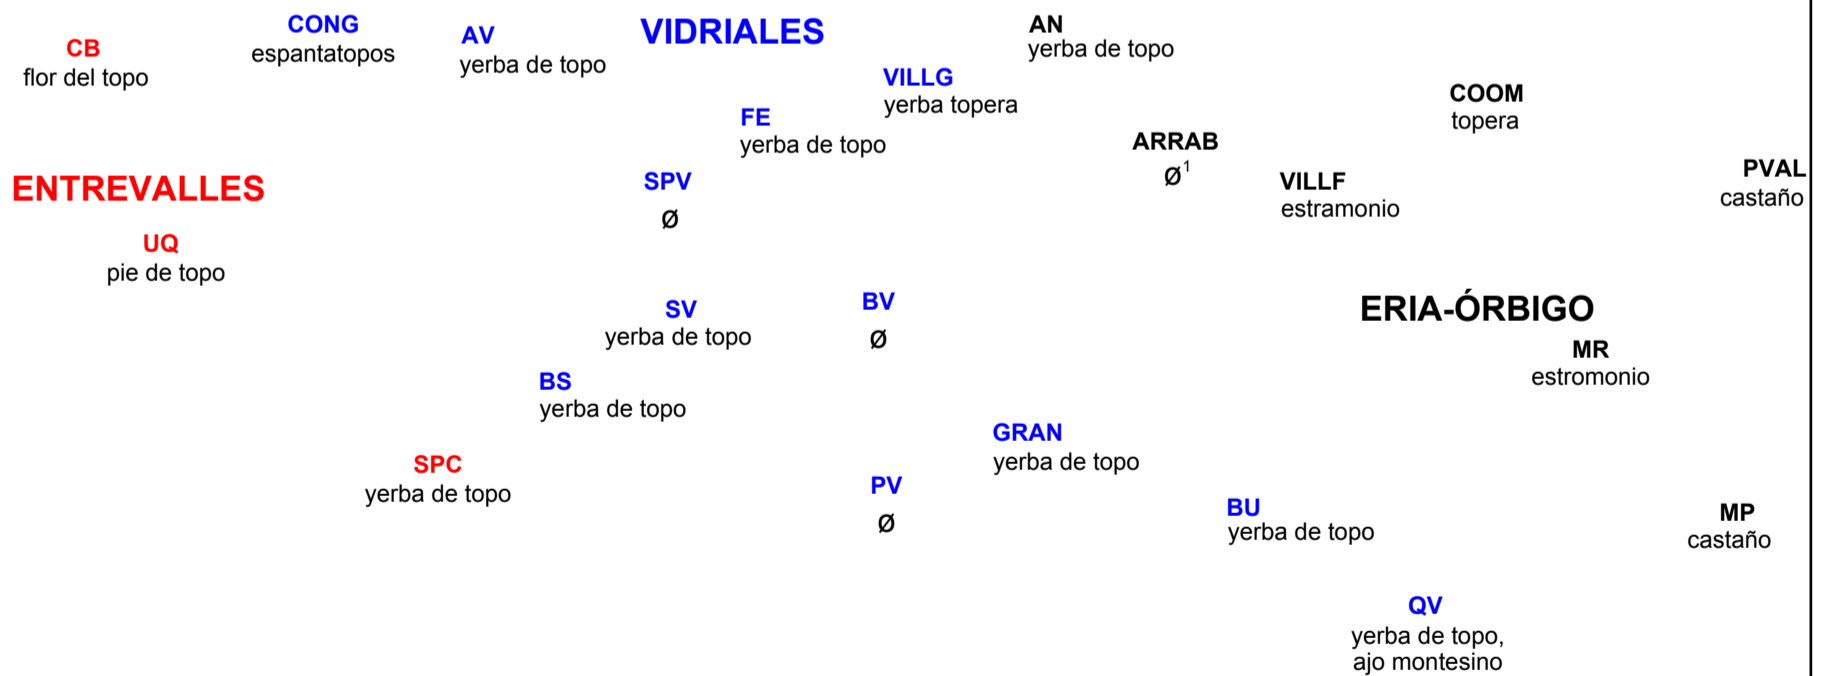 CONG
espantatopos
AV
yerba de topo
VIDRIALES
AN
yerba de topo
CB
flor del topo
VILLG
yerba topera
COOM
topera
FE
yerba de topo
ARRAB
Ø¹
PVAL
castaño
ENTREVALLES
SPV
Ø
VILLF
estramonio
UQ
pie de topo
SV
yerba de topo
BV
Ø
ERIA-ÓRBIGO
MR
estromonio
BS
yerba de topo
GRAN
yerba de topo
SPC
yerba de topo
PV
Ø
BU
yerba de topo
MP
castaño
QV
yerba de topo,
ajo montesino